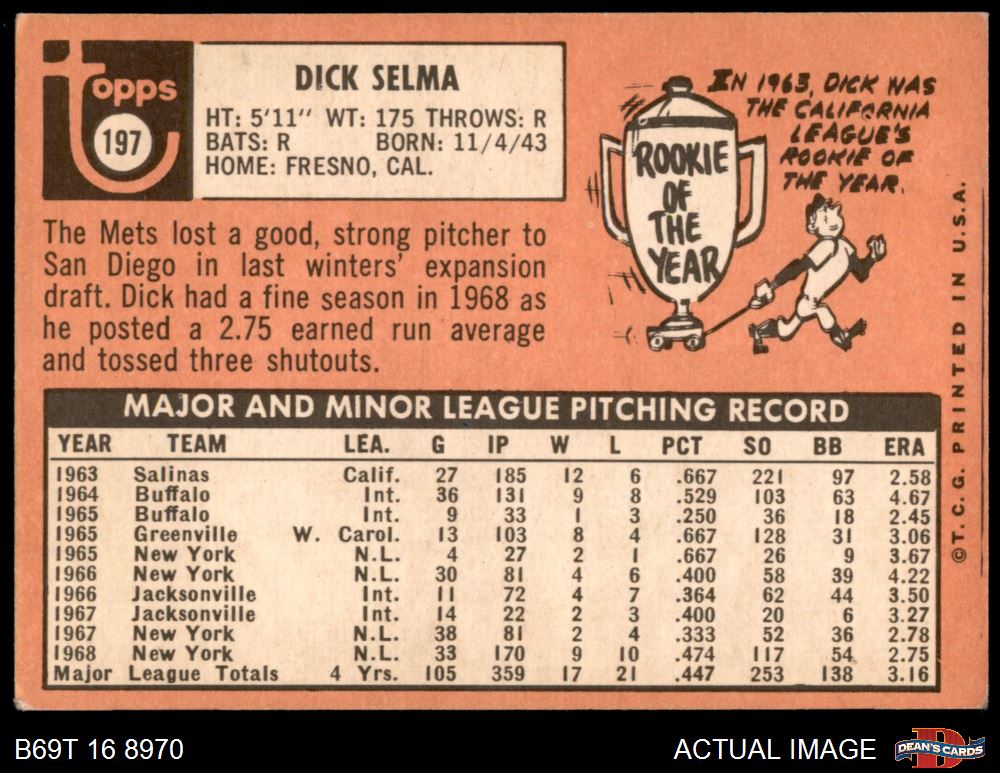 Topps
197
DICK SELMA
HT: 5'11" WT: 175 THROWS: R
BATS: R BORN: 11/4/43
HOME: FRESNO, CAL.
The Mets lost a good, strong pitcher to
San Diego in last winters' expansion
draft. Dick had a fine season in 1968 as
he posted a 2.75 earned run average
and tossed three shutouts.
IN 1963, DICK WAS
THE CALIFORNIA
LEAGUE'S
ROOKIE OF
THE YEAR.
ROOKIE
OF
THE
YEAR
MAJOR AND MINOR LEAGUE PITCHING RECORD
YEAR TEAM LEA. G IP W L PCT SO BB ERA
1963 Salinas Calif. 27 185 12 6 .667 221 97 2.58
1964 Buffalo Int. 36 131 9 8 .529 103 63 4.67
1965 Buffalo Int. 9 33 1 3 .250 36 18 2.45
1965 Greenville W. Carol. 13 103 8 4 .667 128 31 3.06
1965 New York N.L. 4 27 2 1 .667 26 9 3.67
1966 New York N.L. 30 81 4 6 .400 58 39 4.22
1966 Jacksonville Int. 11 72 4 7 .364 62 44 3.50
1967 Jacksonville Int. 14 22 2 3 .400 20 6 3.27
1967 New York N.L. 38 81 2 4 .333 52 36 2.78
1968 New York N.L. 33 170 9 10 .474 117 54 2.75
Major League Totals 4 Yrs. 105 359 17 21 .447 253 138 3.16
©T. C. G. PRINTED IN U.S.A.
B69T 16 8970
ACTUAL IMAGE
D
DEAN'S CARDS